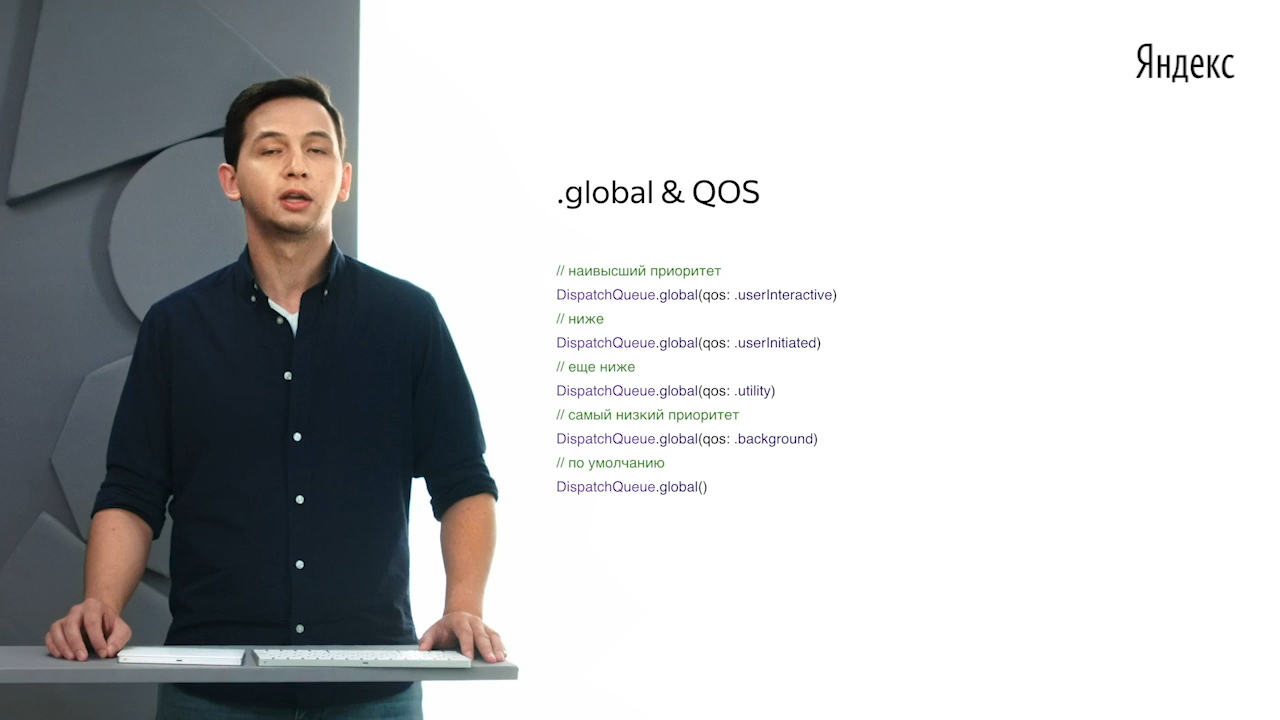 Яндекс
.global & QOS
// наивысший приоритет
DispatchQueue.global(qos: .userInteractive)
// ниже
DispatchQueue.global(qos: .userInitiated)
// еще ниже
DispatchQueue.global(qos: .utility)
// самый низкий приоритет
DispatchQueue.global(qos: .background)
// по умолчанию
DispatchQueue.global()